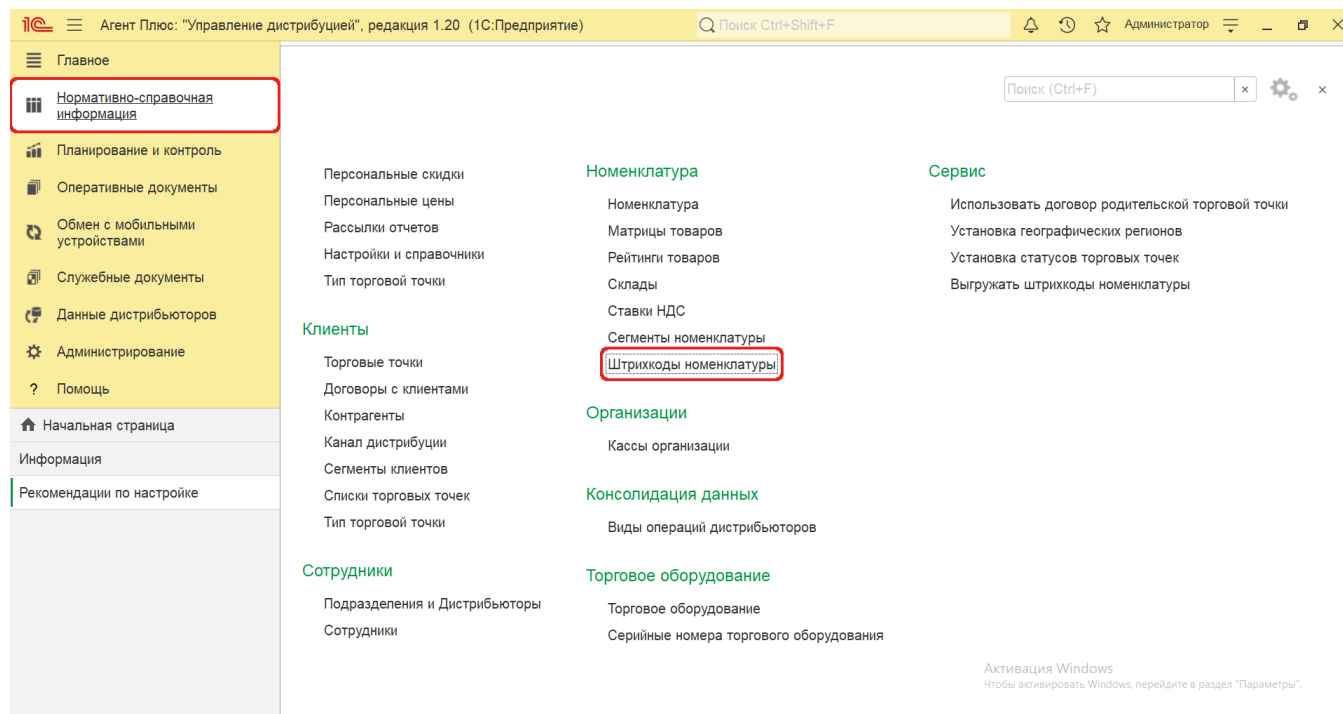 1С Агент Плюс: "Управление дистрибуцией", редакция 1.20 (1С:Предприятие)
Поиск Ctrl+Shift+F
Администратор
Главное
Нормативно-справочная
информация
Планирование и контроль
Оперативные документы
Обмен с мобильными
устройствами
Служебные документы
Данные дистрибьюторов
Администрирование
? Помощь
Начальная страница
Информация
Рекомендации по настройке
Поиск (Ctrl+F)
×
×
Персональные скидки
Персональные цены
Рассылки отчетов
Настройки и справочники
Тип торговой точки
Клиенты
Торговые точки
Договоры с клиентами
Контрагенты
Канал дистрибуции
Сегменты клиентов
Списки торговых точек
Тип торговой точки
Сотрудники
Подразделения и Дистрибьюторы
Сотрудники
Номенклатура
Номенклатура
Матрицы товаров
Рейтинги товаров
Склады
Ставки НДС
Сегменты номенклатуры
Штрихкоды номенклатуры
Организации
Кассы организации
Консолидация данных
Виды операций дистрибьюторов
Торговое оборудование
Торговое оборудование
Серийные номера торгового оборудования
Сервис
Использовать договор родительской торговой точки
Установка географических регионов
Установка статусов торговых точек
Выгружать штрихкоды номенклатуры
Активация Windows
Чтобы активировать Windows, перейдите в раздел "Параметры".